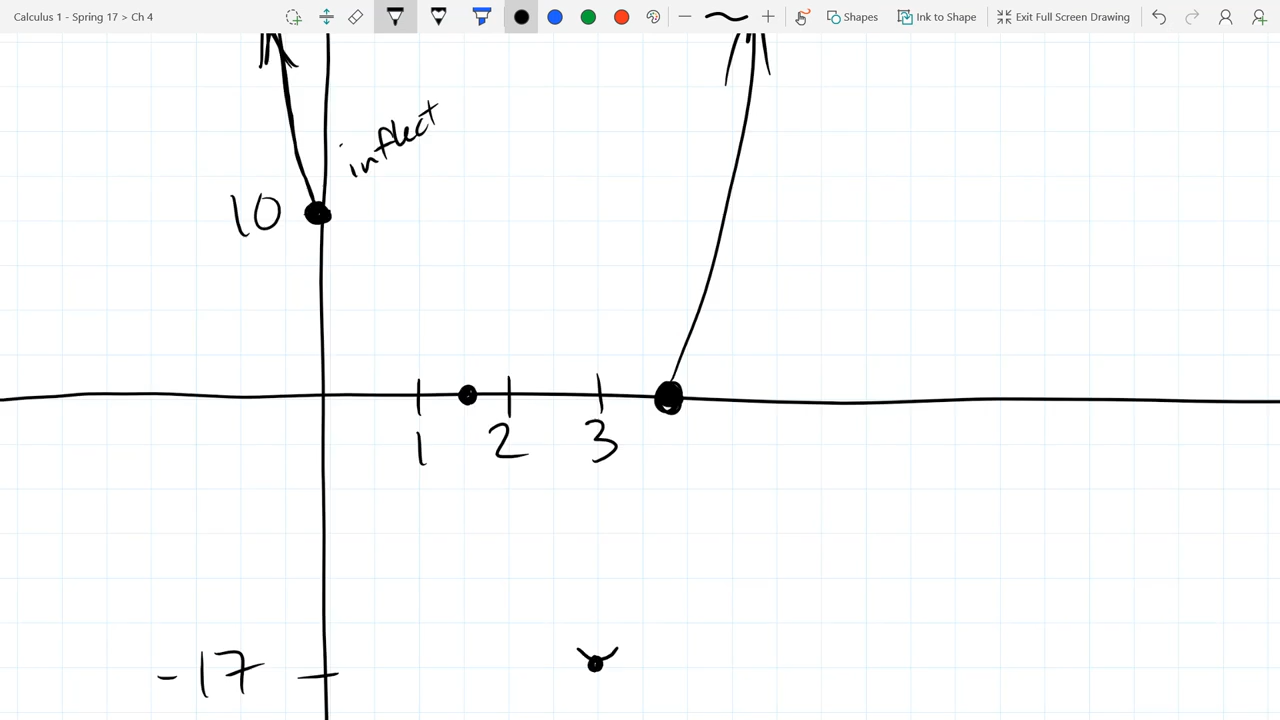 Calculus 1 - Spring 17 > Ch 4
Shapes
Ink to Shape
Exit Full Screen Drawing
inflect
10
1 2 3
-17